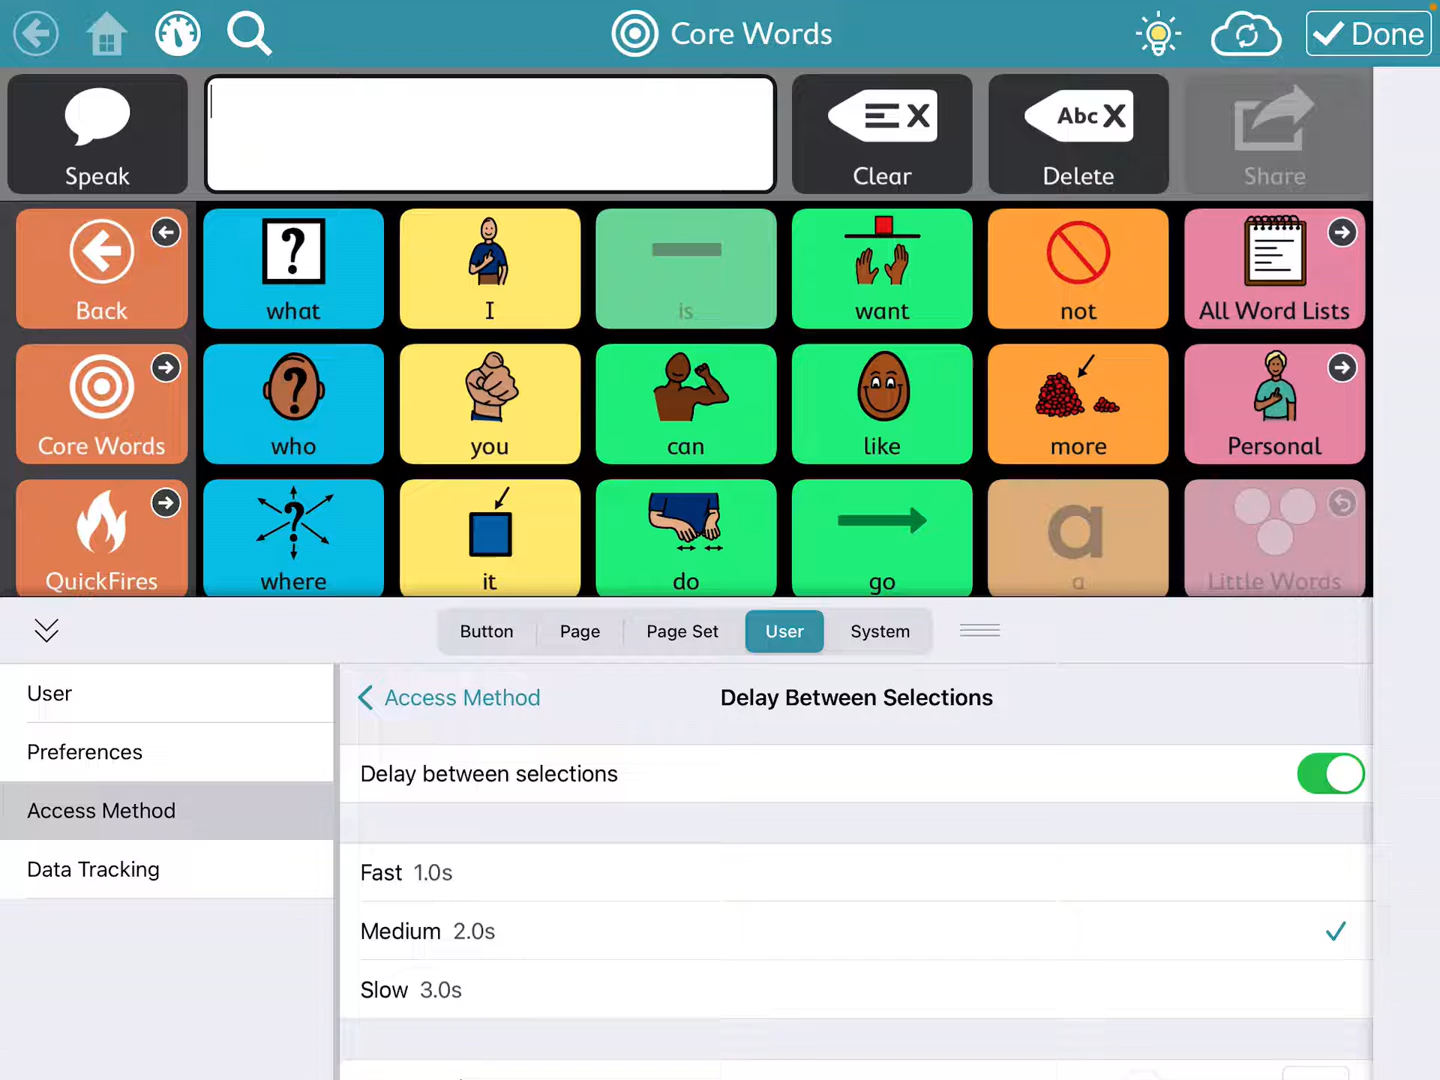 Core Words
Done
Speak
Clear
Abc X
Delete
Share
Back
?
what
I
is
want
not
All Word Lists
Core Words
?
who
you
can
like
more
Personal
QuickFires
?
where
it
do
go
a
a
Little Words
Button
Page
Page Set
User
System
User
Access Method
Delay Between Selections
Preferences
Delay between selections
Access Method
Data Tracking
Fast 1.0s
Medium 2.0s
Slow 3.0s